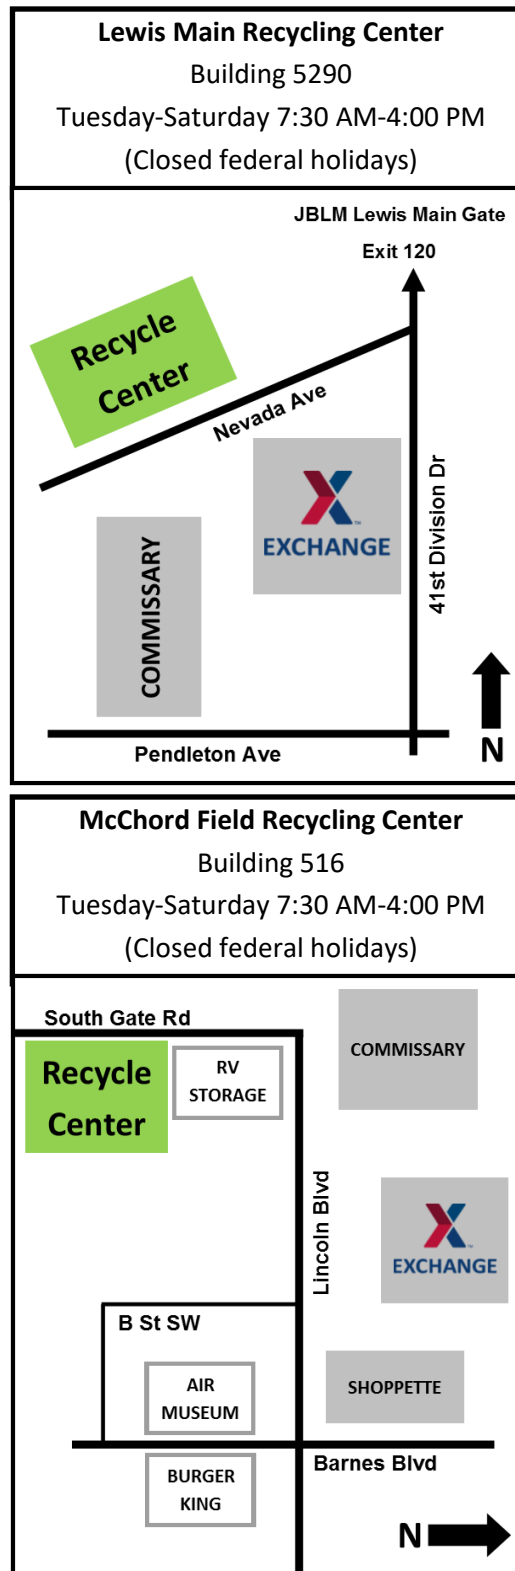 Lewis Main Recycling Center
Building 5290
Tuesday-Saturday 7:30 AM-4:00 PM
(Closed federal holidays)
JBLM Lewis Main Gate
Exit 120
Recycle
Center
Nevada Ave
EXCHANGE
41st Division Dr
COMMISSARY
N
Pendleton Ave
McChord Field Recycling Center
Building 516
Tuesday-Saturday 7:30 AM-4:00 PM
(Closed federal holidays)
South Gate Rd
COMMISSARY
Recycle
Center
RV
STORAGE
Lincoln Blvd
EXCHANGE
B St SW
AIR
MUSEUM
SHOPPETTE
Barnes Blvd
BURGER
KING
N